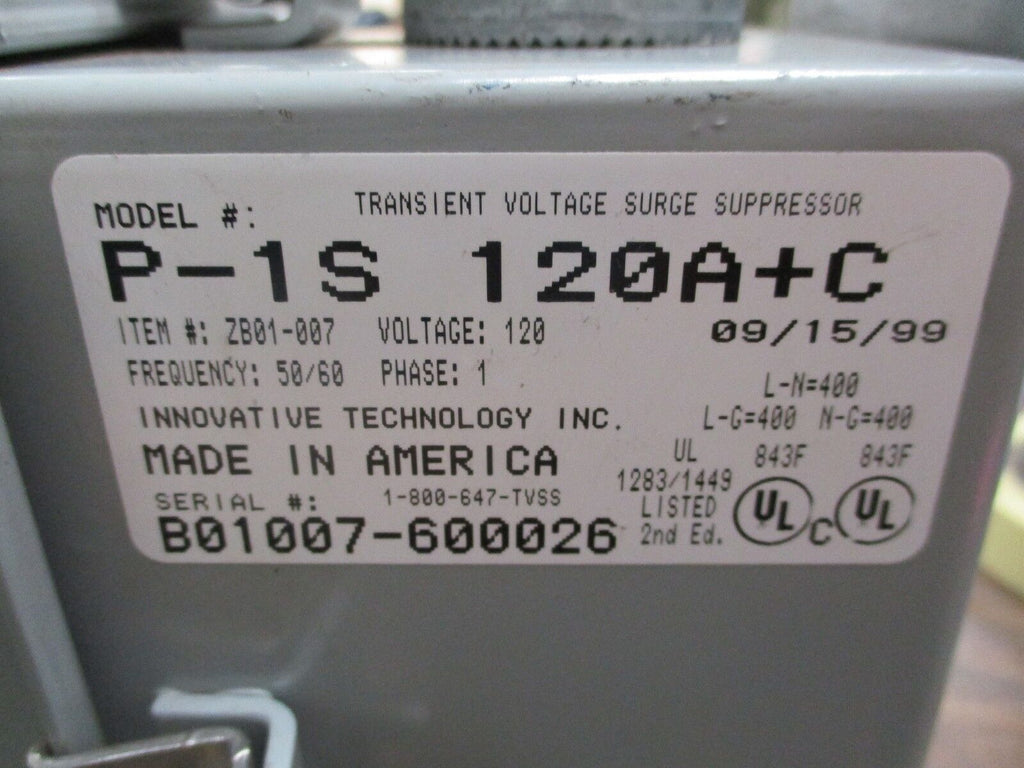 TRANSIENT VOLTAGE SURGE SUPPRESSOR
MODEL #:
P-1S 120A+C
ITEM #: ZB01-007 VOLTAGE: 120 09/15/99
FREQUENCY: 50/60 PHASE: 1
L-N=400
INNOVATIVE TECHNOLOGY INC. L-G=400 N-G=400
MADE IN AMERICA
UL 843F 843F
1283/1449
SERIAL #: 1-800-647-TVSS
LISTED
B01007-600026
2nd Ed.
UL C UL